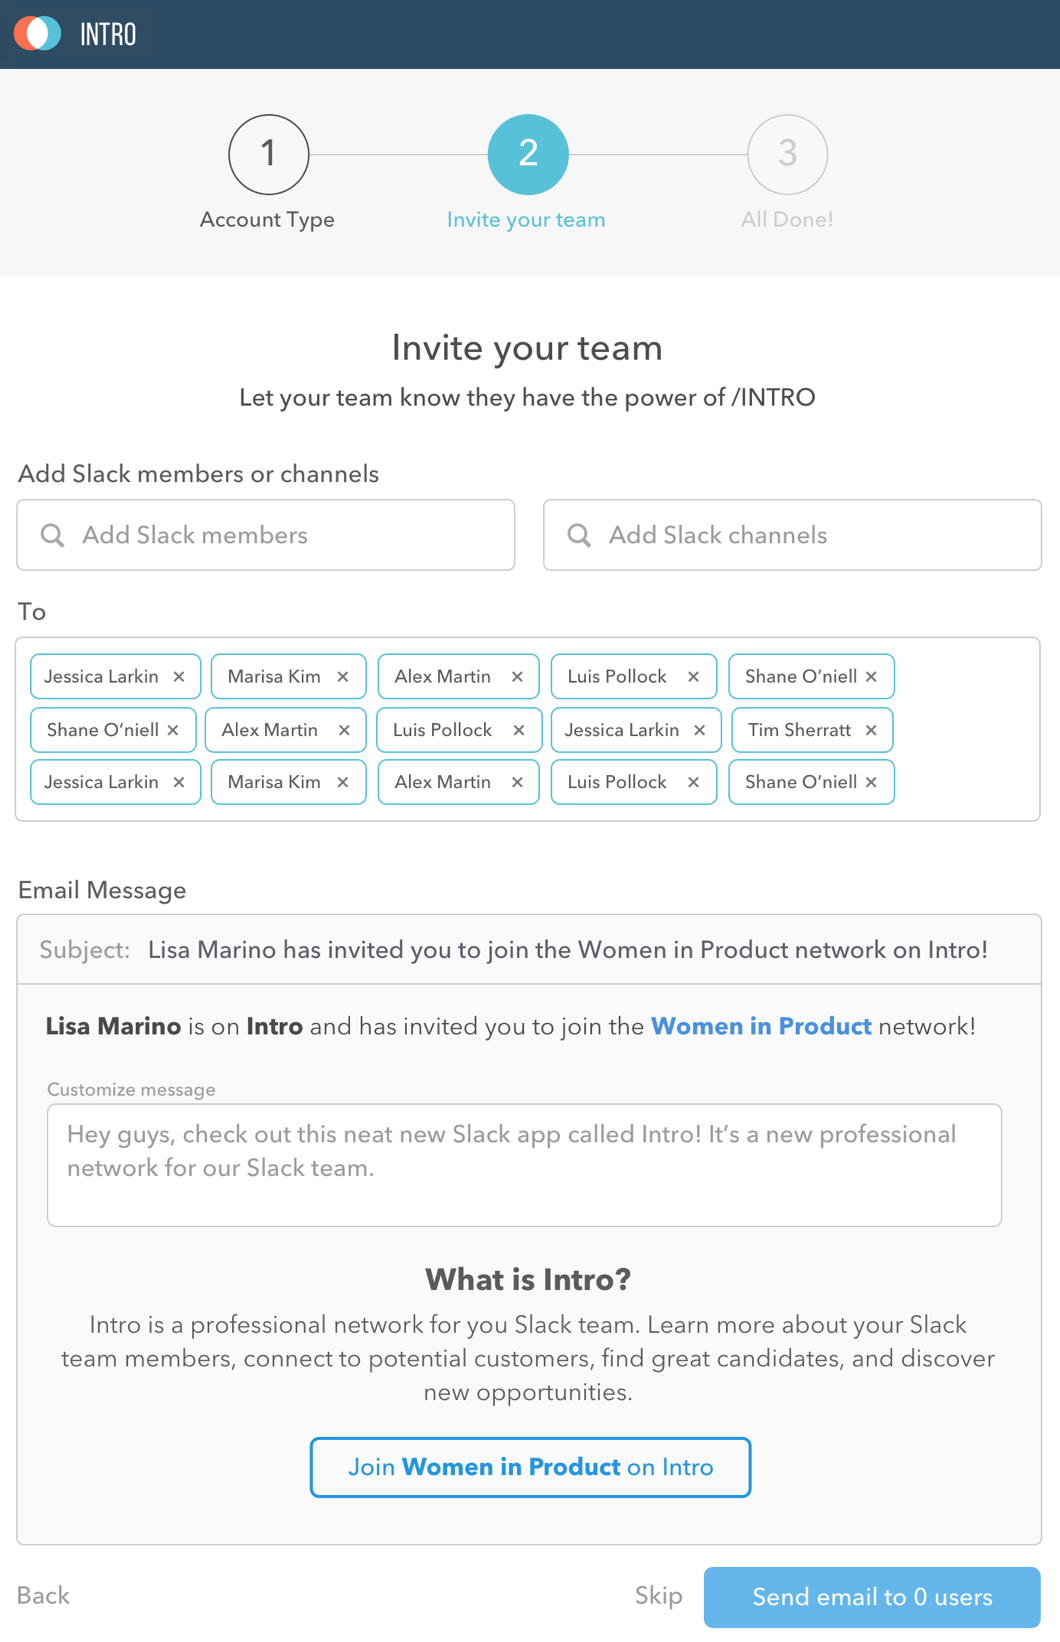 INTRO
1
2
3
Account Type
Invite your team
All Done!
Invite your team
Let your team know they have the power of /INTRO
Add Slack members or channels
Add Slack members
Add Slack channels
To
Jessica Larkin × Marisa Kim × Alex Martin × Luis Pollock × Shane O’niell ×
Shane O’niell × Alex Martin × Luis Pollock × Jessica Larkin × Tim Sherratt ×
Jessica Larkin × Marisa Kim × Alex Martin × Luis Pollock × Shane O’niell ×
Email Message
Subject: Lisa Marino has invited you to join the Women in Product network on Intro!
Lisa Marino is on Intro and has invited you to join the Women in Product network!
Customize message
Hey guys, check out this neat new Slack app called Intro! It’s a new professional
network for our Slack team.
What is Intro?
Intro is a professional network for you Slack team. Learn more about your Slack
team members, connect to potential customers, find great candidates, and discover
new opportunities.
Join Women in Product on Intro
Back
Skip
Send email to 0 users